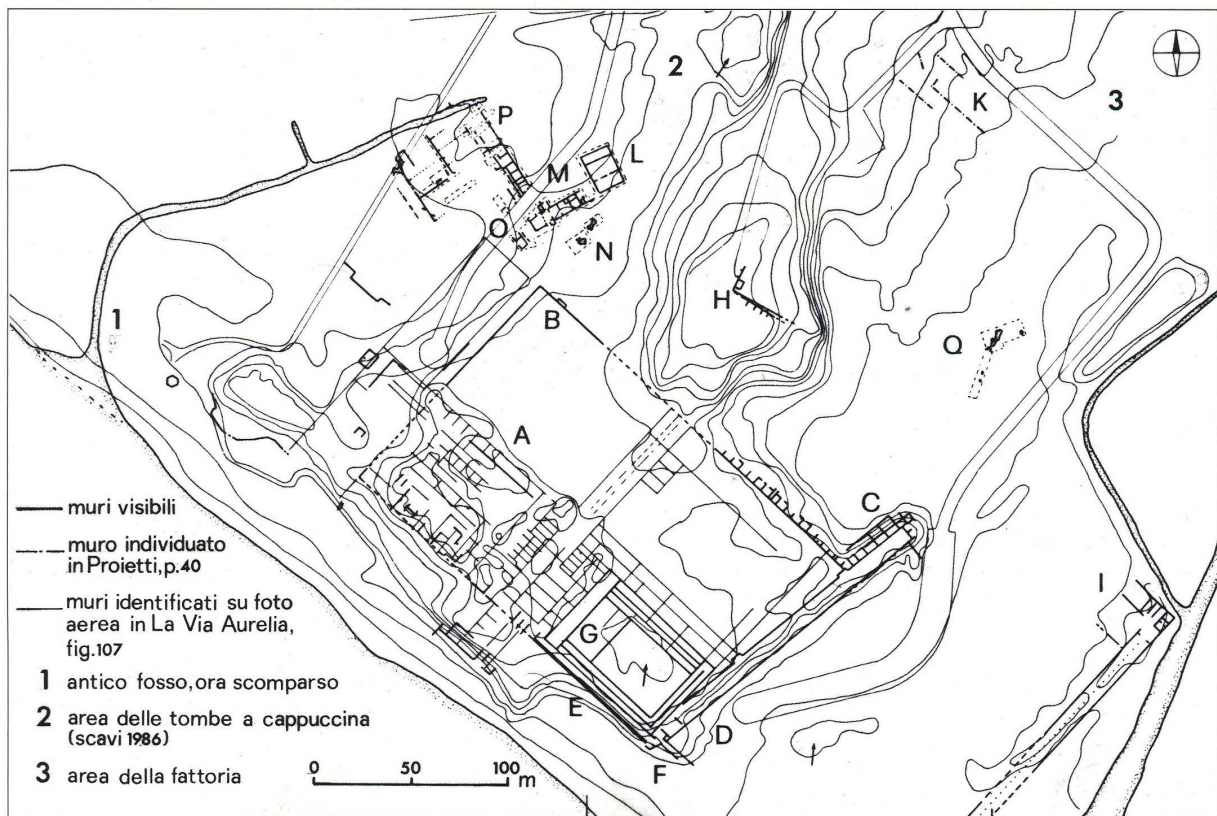 2
3
K
P
M
L
O
N
B
H
1
Q
A
C
I
G
E
D
F
muri visibili
muro individuato
in Proietti, p.40
muri identificati su foto
aerea in La Via Aurelia,
fig.107
1 antico fosso, ora scomparso
2 area delle tombe a cappuccina
(scavi 1986)
3 area della fattoria
0 50 100 m